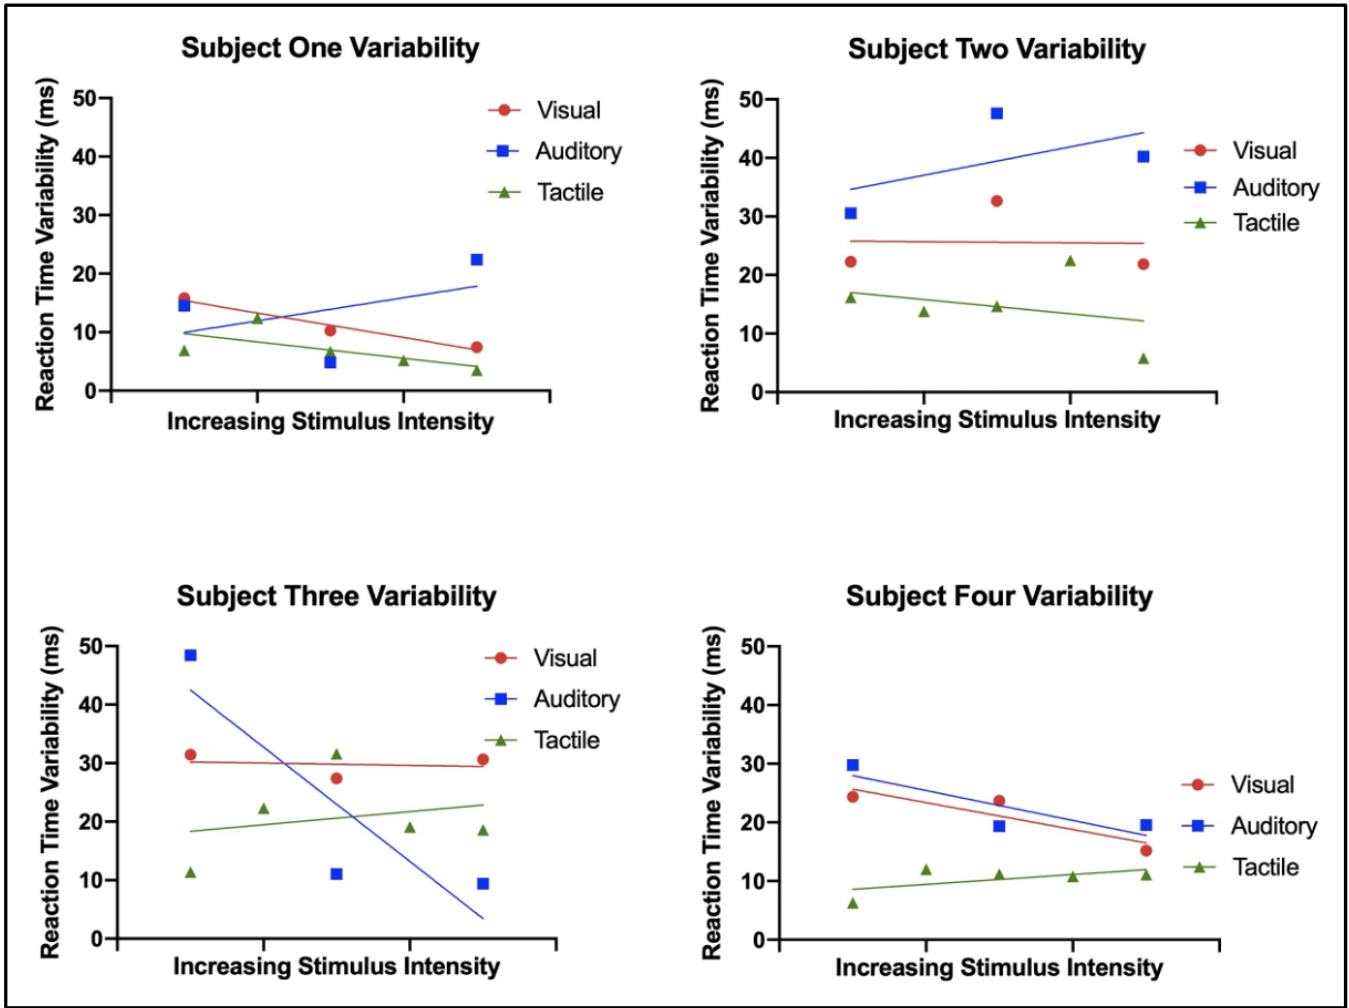 Subject One Variability
Reaction Time Variability (ms)
50
40
30
20
10
0
Visual
Auditory
Tactile
Increasing Stimulus Intensity
Subject Two Variability
Reaction Time Variability (ms)
50
40
30
20
10
0
Visual
Auditory
Tactile
Increasing Stimulus Intensity
Subject Three Variability
Reaction Time Variability (ms)
50
40
30
20
10
0
Visual
Auditory
Tactile
Increasing Stimulus Intensity
Subject Four Variability
Reaction Time Variability (ms)
50
40
30
20
10
0
Visual
Auditory
Tactile
Increasing Stimulus Intensity